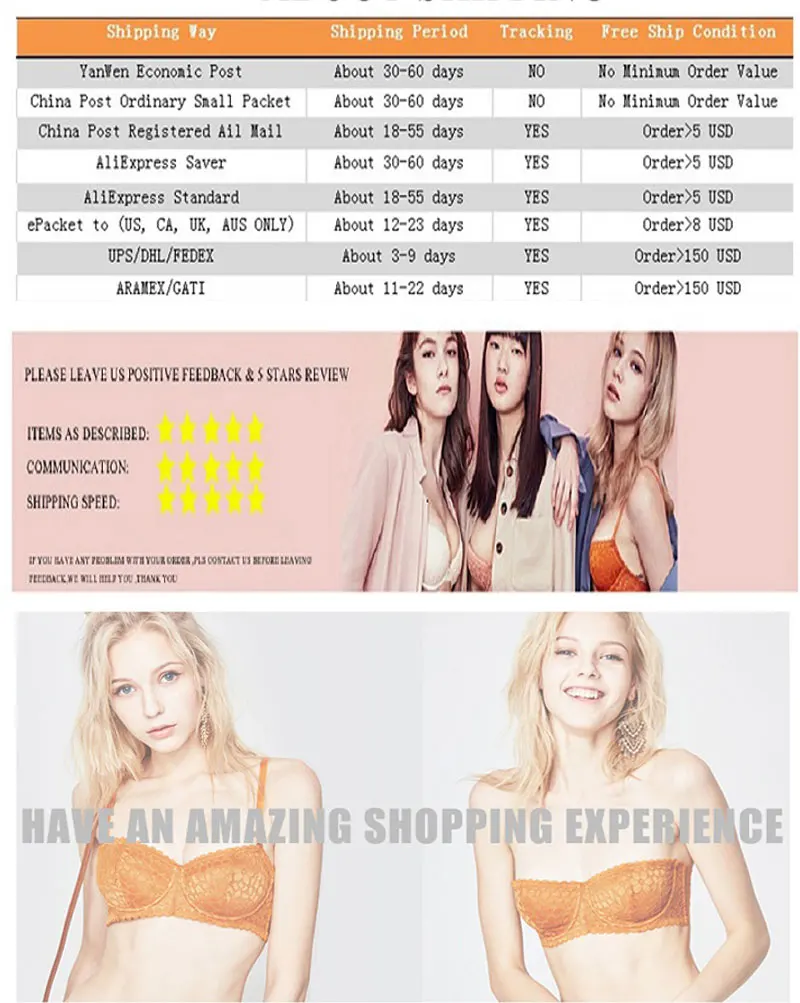 ABOUT SHIPPING
Shipping Way Shipping Period Tracking Free Ship Condition
YanWen Economic Post About 30-60 days NO No Minimum Order Value
China Post Ordinary Small Packet About 30-60 days NO No Minimum Order Value
China Post Registered Ail Mail About 18-55 days YES Order>5 USD
AliExpress Saver About 30-60 days YES Order>5 USD
AliExpress Standard About 18-55 days YES Order>5 USD
ePacket to (US, CA, UK, AUS ONLY) About 12-23 days YES Order>8 USD
UPS/DHL/FEDEX About 3-9 days YES Order>150 USD
ARAMEX/GATI About 11-22 days YES Order>150 USD
PLEASE LEAVE US POSITIVE FEEDBACK & 5 STARS REVIEW
ITEMS AS DESCRIBED:
COMMUNICATION:
SHIPPING SPEED:
IF YOU HAVE ANY PROBLEM WITH YOUR ORDER ,PLS CONTACT US BEFORE LEAVING
FEEDBACK,WE WILL HELP YOU ,THANK YOU
HAVE AN AMAZING SHOPPING EXPERIENCE